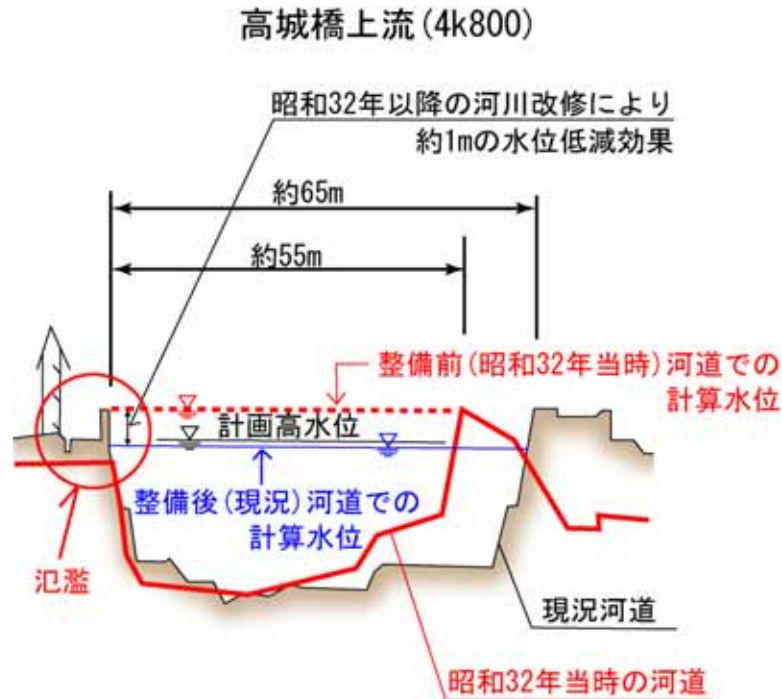 高城橋上流(4k800)
昭和32年以降の河川改修により
約1mの水位低減効果
約65m
約55m
整備前(昭和32年当時)河道での
計算水位
計画高水位
整備後(現況)河道での
計算水位
氾濫
現況河道
昭和32年当時の河道